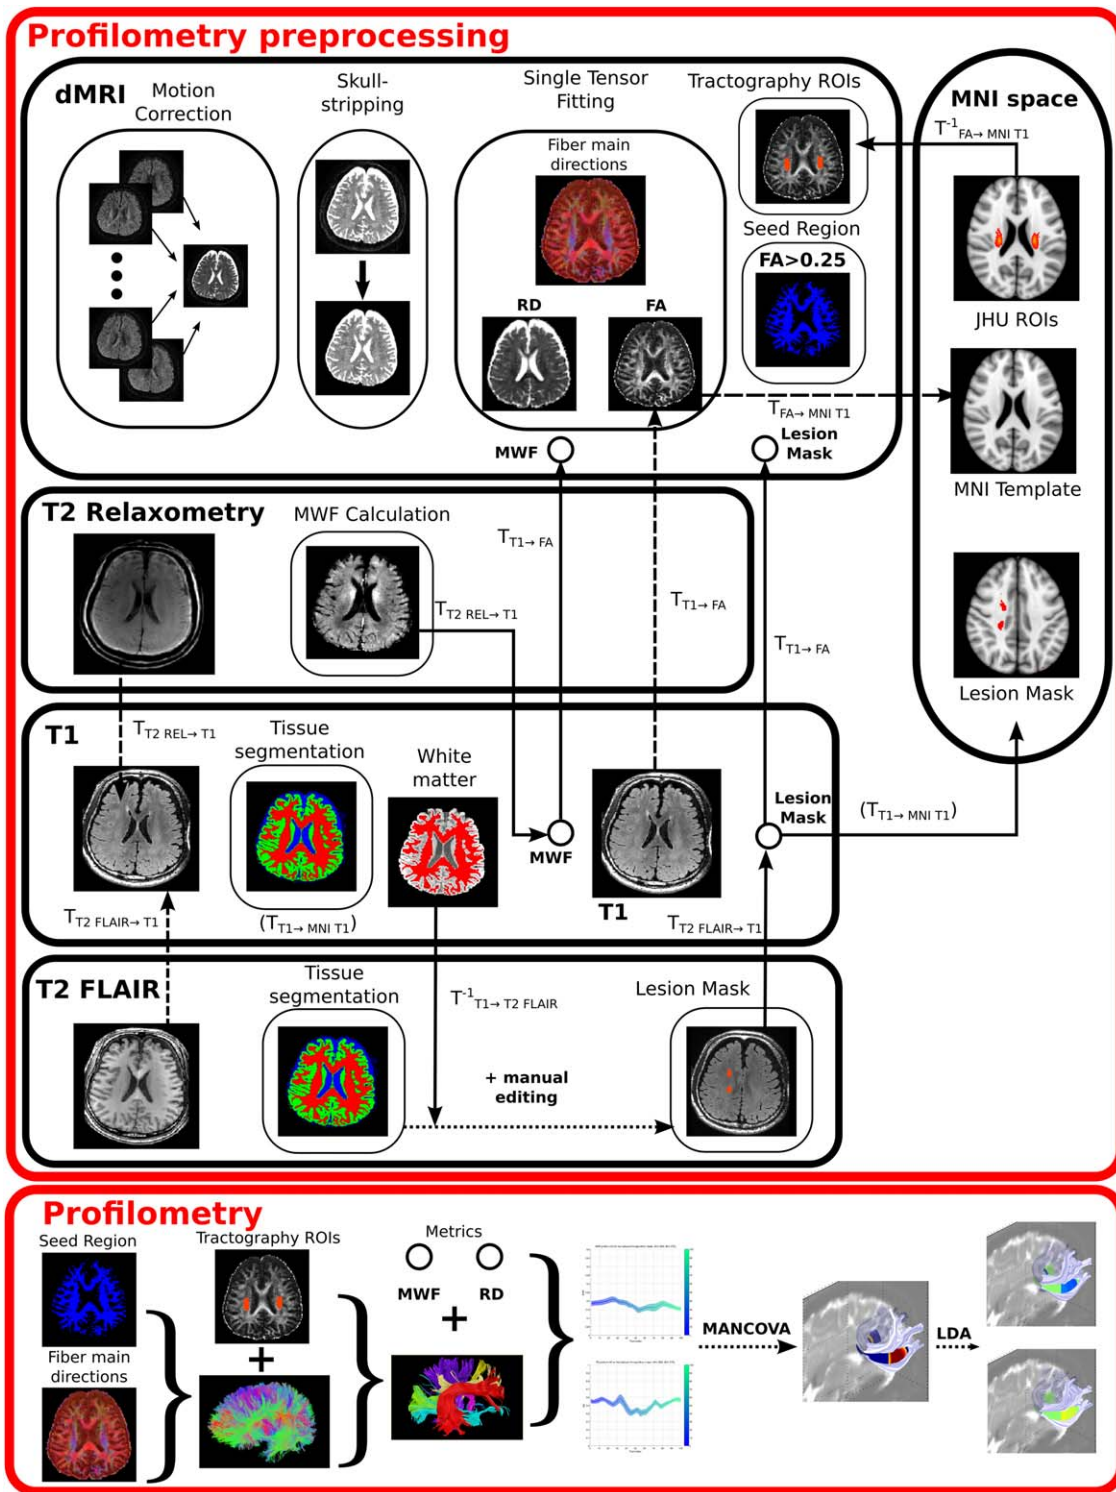 Profilometry preprocessing
dMRI
Motion
Correction
Skull-
stripping
Single Tensor
Fitting
Fiber main
directions
RD
FA
Tractography ROIs
Seed Region
FA>0.25
MNI space
T⁻¹FA→ MNI T1
JHU ROIs
TFA→ MNI T1
MNI Template
Lesion Mask
MWF
Lesion
Mask
T2 Relaxometry
MWF Calculation
TT1→ FA
TT2 REL→ T1
TT1→ FA
TT1→ FA
T1
TT2 REL→ T1
Tissue
segmentation
(TT1→ MNI T1)
White
matter
MWF
T1
Lesion
Mask
(TT1→ MNI T1)
TT2 FLAIR→ T1
TT2 FLAIR→ T1
T2 FLAIR
Tissue
segmentation
T⁻¹T1→ T2 FLAIR
+ manual
editing
Lesion Mask
Profilometry
Seed Region
Fiber main
directions
Tractography ROIs
+
Metrics
MWF
RD
+
MANCOVA
LDA